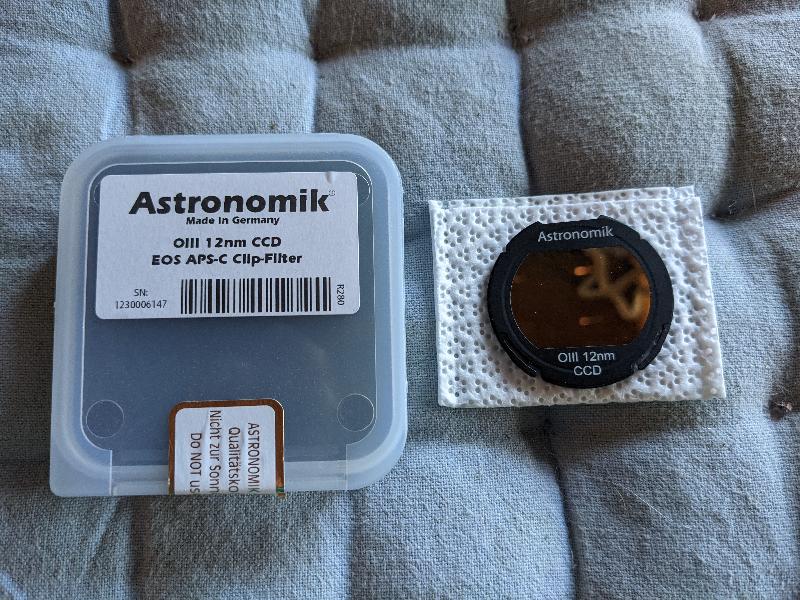 Astronomik®
Made in Germany
OIII 12nm CCD
EOS APS-C Clip-Filter
SN:
1230006147
R280
ASTRONOMIK
Qualitätsko
Nicht zur Sonn
Do NOT us
Astronomik
OIII 12nm
CCD